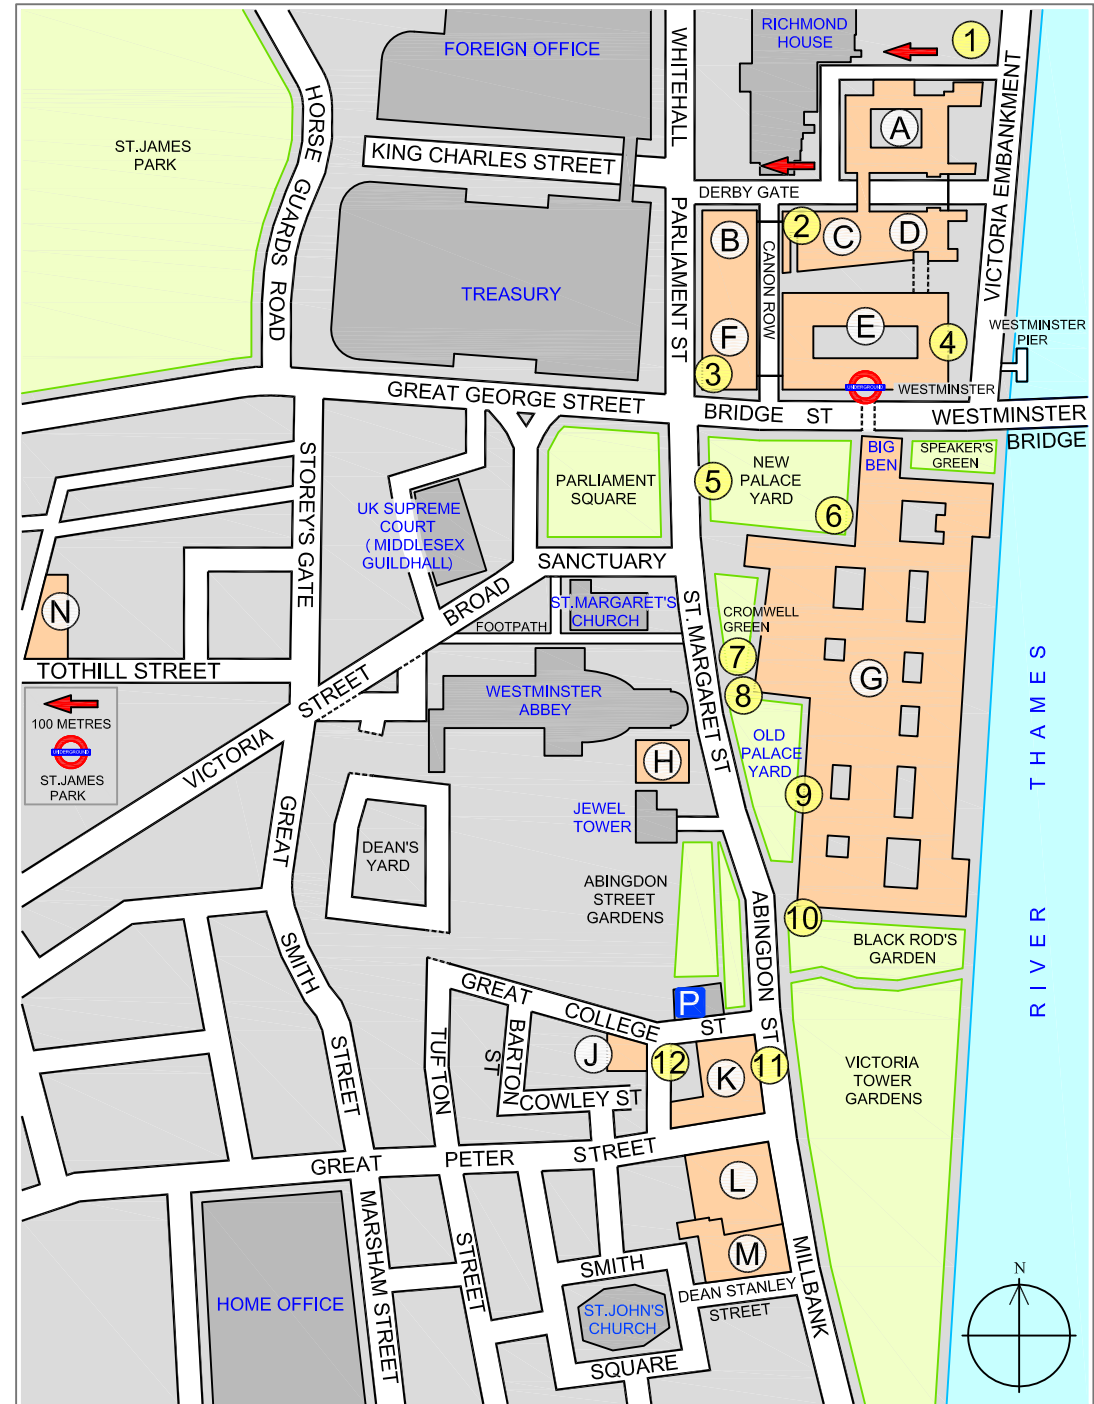 FOREIGN OFFICE
RICHMOND
HOUSE
1
WHITEHALL
HORSE GUARDS ROAD
ST.JAMES
PARK
KING CHARLES STREET
A
VICTORIA EMBANKMENT
DERBY GATE
PARLIAMENT ST
B
CANON ROW
2
C
D
TREASURY
E
F
4
3
WESTMINSTER
PIER
UNDERGROUND
WESTMINSTER
GREAT GEORGE STREET
BRIDGE ST
WESTMINSTER
BRIDGE
STOREY'S GATE
PARLIAMENT
SQUARE
5
NEW
PALACE
YARD
6
BIG
BEN
SPEAKER'S
GREEN
UK SUPREME
COURT
( MIDDLESEX
GUILDHALL)
SANCTUARY
BROAD
N
ST.MARGARET'S
CHURCH
FOOTPATH
ST.MARGARET ST
CROMWELL
GREEN
7
8
G
TOTHILL STREET
100 METRES
UNDERGROUND
ST.JAMES
PARK
VICTORIA STREET
WESTMINSTER
ABBEY
H
OLD
PALACE
YARD
9
JEWEL
TOWER
RIVER THAMES
GREAT
DEAN'S
YARD
ABINGDON
STREET
GARDENS
ABINGDON ST
10
BLACK ROD'S
GARDEN
SMITH
STREET
GREAT
COLLEGE
ST
P
TUFTON
BARTON
ST
J
12
K
11
VICTORIA
TOWER
GARDENS
COWLEY ST
GREAT PETER STREET
L
M
MARSHAM STREET
STREET
SMITH
MILLBANK
DEAN STANLEY
STREET
HOME OFFICE
ST.JOHN'S
CHURCH
SQUARE
N